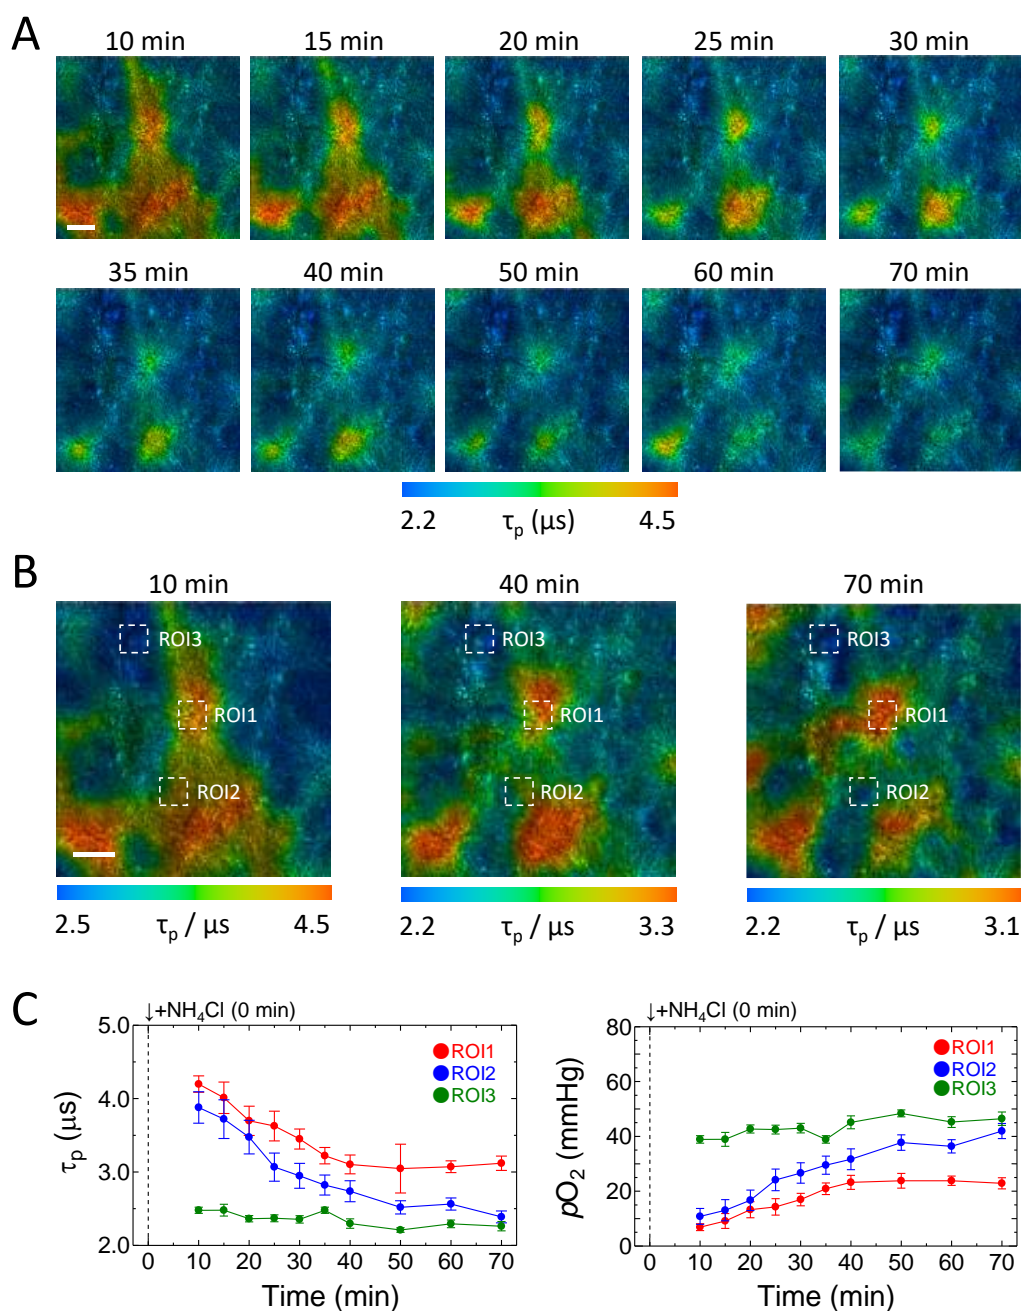 A
10 min 15 min 20 min 25 min 30 min
35 min 40 min 50 min 60 min 70 min
2.2 τp (μs) 4.5
B
10 min 40 min 70 min
ROI3 ROI3 ROI3
ROI1 ROI1 ROI1
ROI2 ROI2 ROI2
2.5 τp / μs 4.5 2.2 τp / μs 3.3 2.2 τp / μs 3.1
C
↓+NH₄Cl (0 min)
5.0
4.0
3.0
2.0
τp (μs)
ROI1
ROI2
ROI3
0 10 20 30 40 50 60 70
Time (min)
↓+NH₄Cl (0 min)
80
60
40
20
0
pO₂ (mmHg)
ROI1
ROI2
ROI3
0 10 20 30 40 50 60 70
Time (min)